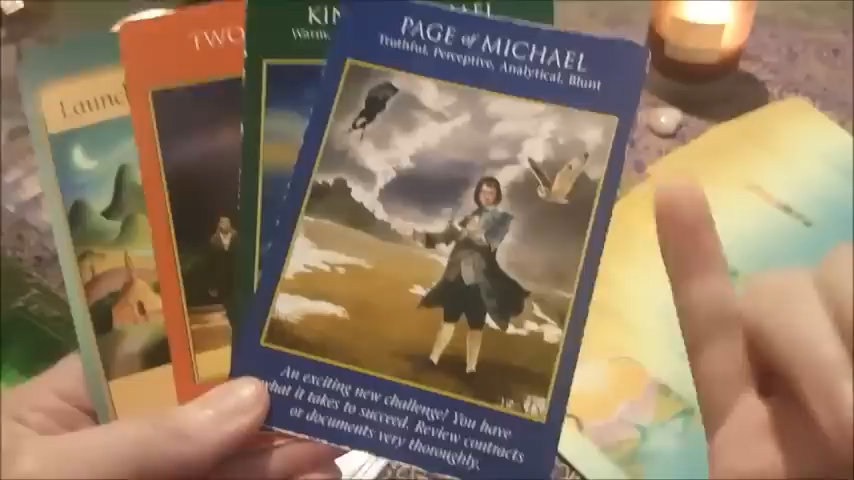 Launc
TWO
KIN
Warm,
PAGE of MICHAEL
Truthful, Perceptive, Analytical, Blunt
An exciting new challenge! You have
what it takes to succeed. Review contracts
or documents very thoroughly.